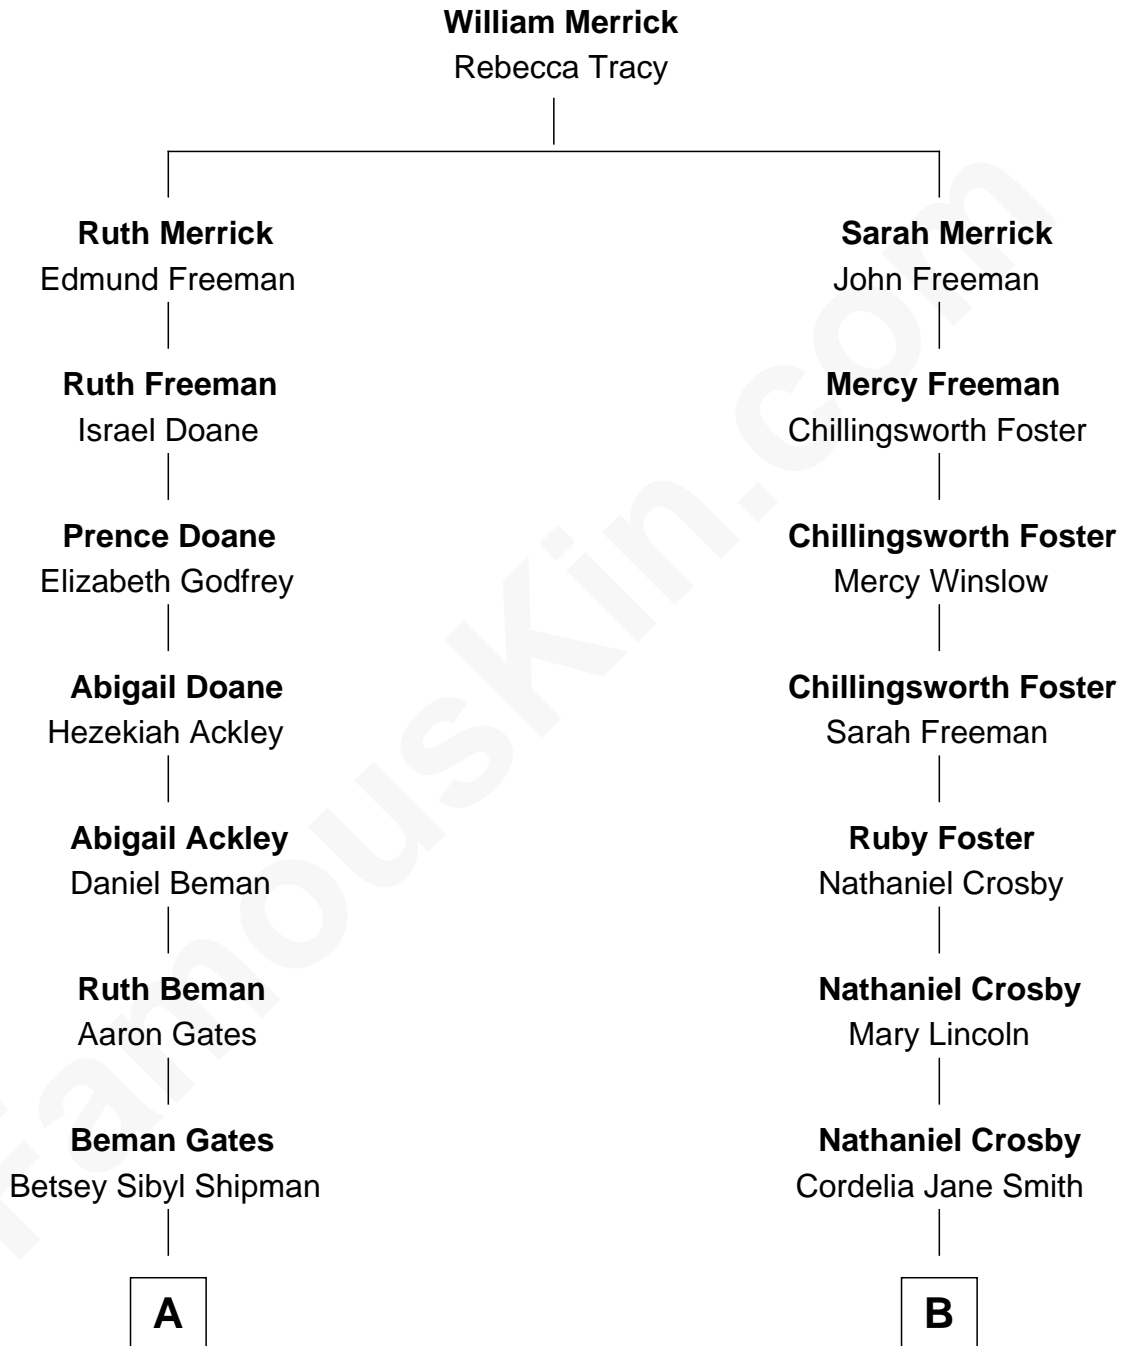 William Merrick
Rebecca Tracy
Ruth Merrick
Edmund Freeman
Ruth Freeman
Israel Doane
Prence Doane
Elizabeth Godfrey
Abigail Doane
Hezekiah Ackley
Abigail Ackley
Daniel Beman
Ruth Beman
Aaron Gates
Beman Gates
Betsey Sibyl Shipman
A
Sarah Merrick
John Freeman
Mercy Freeman
Chillingsworth Foster
Chillingsworth Foster
Mercy Winslow
Chillingsworth Foster
Sarah Freeman
Ruby Foster
Nathaniel Crosby
Nathaniel Crosby
Mary Lincoln
Nathaniel Crosby
Cordelia Jane Smith
B
FamousKin.com